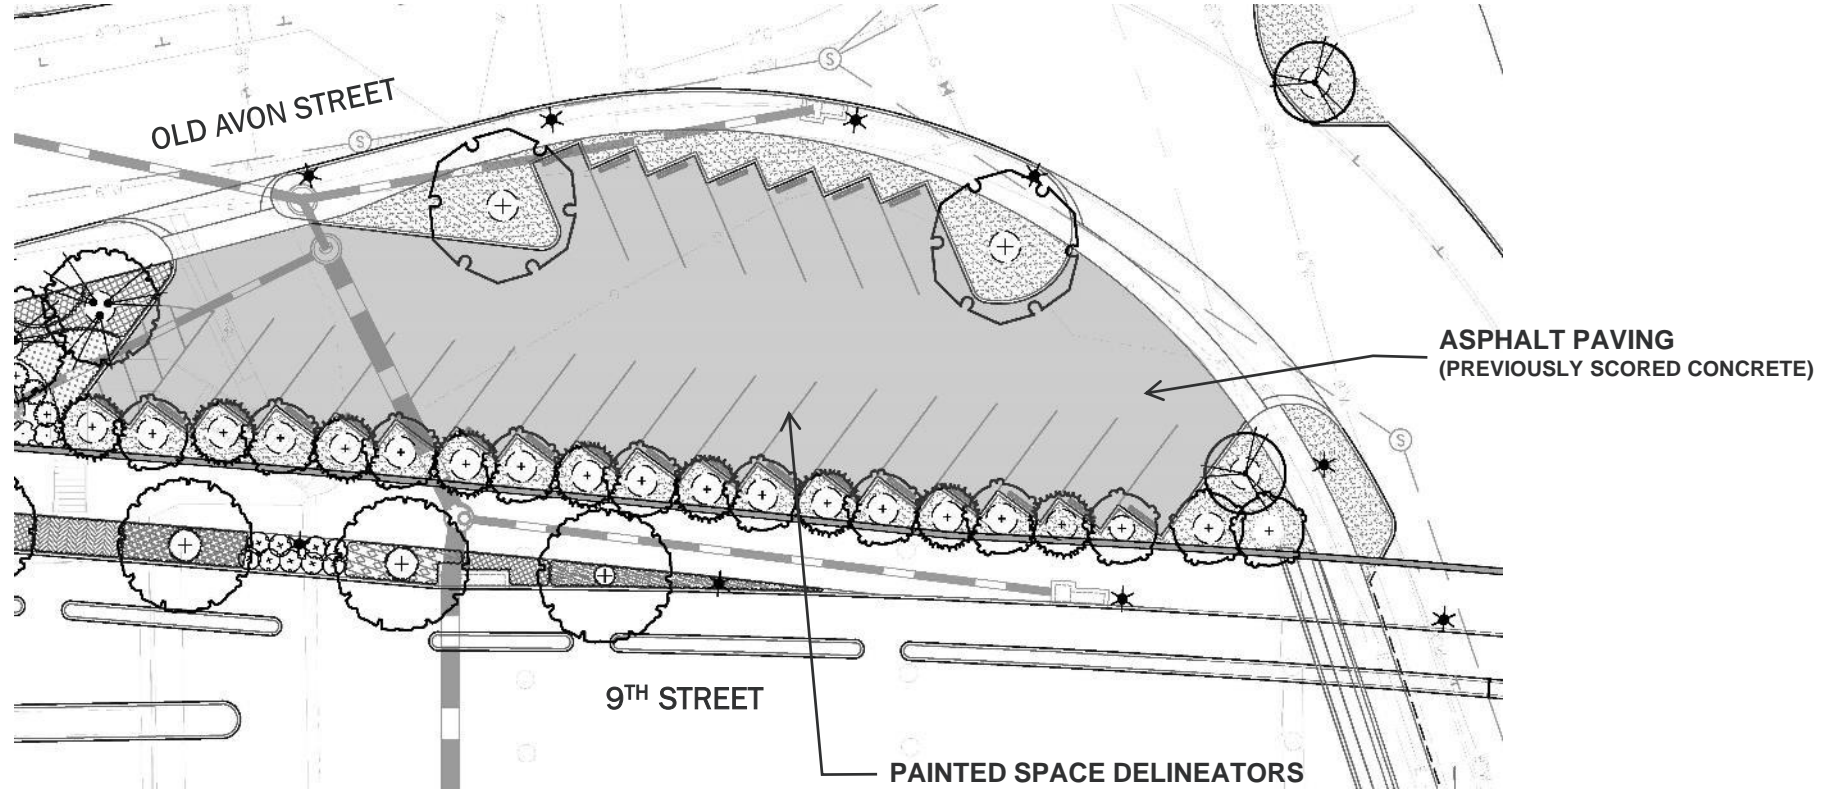 OLD AVON STREET
S
S
S
ASPHALT PAVING
(PREVIOUSLY SCORED CONCRETE)
9TH STREET
PAINTED SPACE DELINEATORS